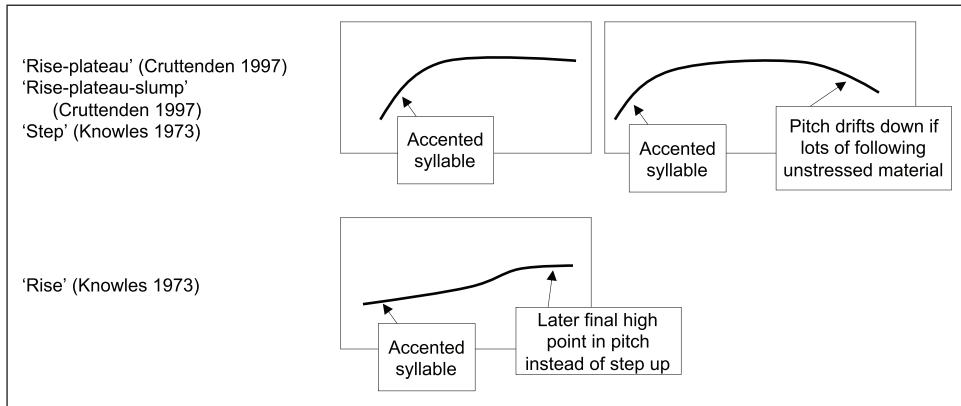 ‘Rise-plateau’ (Cruttenden 1997)
‘Rise-plateau-slump’
(Cruttenden 1997)
‘Step’ (Knowles 1973)
Accented
syllable
Accented
syllable
Pitch drifts down if
lots of following
unstressed material
‘Rise’ (Knowles 1973)
Accented
syllable
Later final high
point in pitch
instead of step up